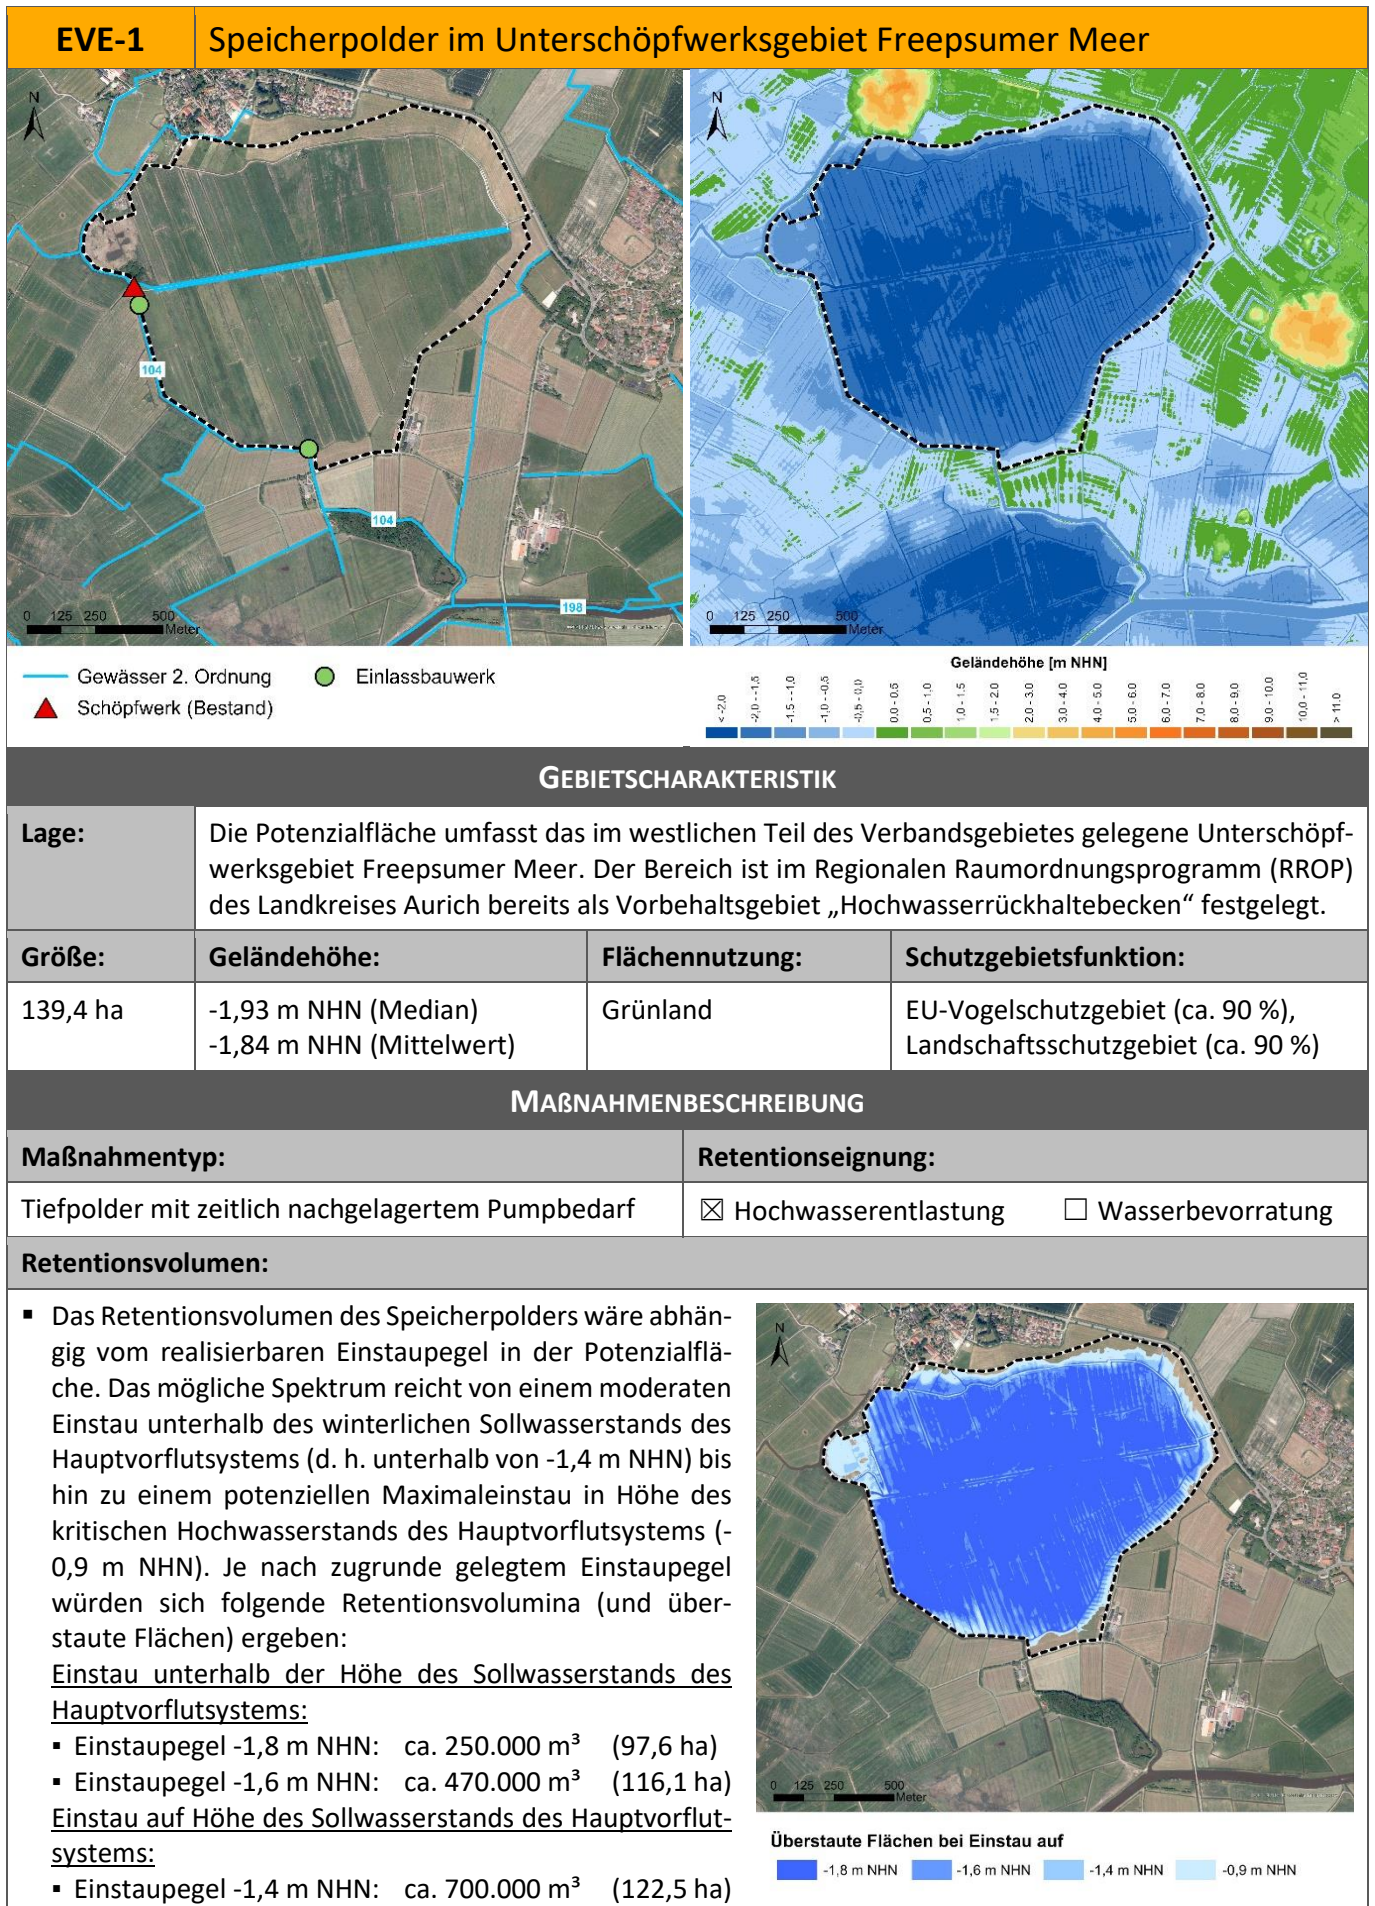 EVE-1 Speicherpolder im Unterschöpfwerksgebiet Freepsumer Meer
N
104
104
198
0 125 250 500
Meter
N
0 125 250 500
Meter
Gewässer 2. Ordnung
Einlassbauwerk
Schöpfwerk (Bestand)
Geländehöhe [m NHN]
< -2,0
-2,0 - -1,5
-1,5 - -1,0
-1,0 - -0,5
-0,5 - 0,0
0,0 - 0,5
0,5 - 1,0
1,0 - 1,5
1,5 - 2,0
2,0 - 3,0
3,0 - 4,0
4,0 - 5,0
5,0 - 6,0
6,0 - 7,0
7,0 - 8,0
8,0 - 9,0
9,0 - 10,0
10,0 - 11,0
> 11,0
GEBIETSCHARAKTERISTIK
Lage:
Die Potenzialfläche umfasst das im westlichen Teil des Verbandsgebietes gelegene Unterschöpf-
werksgebiet Freepsumer Meer. Der Bereich ist im Regionalen Raumordnungsprogramm (RROP)
des Landkreises Aurich bereits als Vorbehaltsgebiet „Hochwasserrückhaltebecken“ festgelegt.
Größe: Geländehöhe: Flächennutzung: Schutzgebietsfunktion:
139,4 ha -1,93 m NHN (Median) Grünland EU-Vogelschutzgebiet (ca. 90 %),
-1,84 m NHN (Mittelwert) Landschaftsschutzgebiet (ca. 90 %)
MAßNAHMENBESCHREIBUNG
Maßnahmentyp: Retentionseignung:
Tiefpolder mit zeitlich nachgelagertem Pumpbedarf ☒ Hochwasserentlastung ☐ Wasserbevorratung
Retentionsvolumen:
▪ Das Retentionsvolumen des Speicherpolders wäre abhän-
gig vom realisierbaren Einstaupegel in der Potenzialflä-
che. Das mögliche Spektrum reicht von einem moderaten
Einstau unterhalb des winterlichen Sollwasserstands des
Hauptvorflutsystems (d. h. unterhalb von -1,4 m NHN) bis
hin zu einem potenziellen Maximaleinstau in Höhe des
kritischen Hochwasserstands des Hauptvorflutsystems (-
0,9 m NHN). Je nach zugrunde gelegtem Einstaupegel
würden sich folgende Retentionsvolumina (und über-
staute Flächen) ergeben:
Einstau unterhalb der Höhe des Sollwasserstands des
Hauptvorflutsystems:
▪ Einstaupegel -1,8 m NHN: ca. 250.000 m³ (97,6 ha)
▪ Einstaupegel -1,6 m NHN: ca. 470.000 m³ (116,1 ha)
Einstau auf Höhe des Sollwasserstands des Hauptvorflut-
systems:
▪ Einstaupegel -1,4 m NHN: ca. 700.000 m³ (122,5 ha)
N
0 125 250 500
Meter
Überstaute Flächen bei Einstau auf
-1,8 m NHN -1,6 m NHN -1,4 m NHN -0,9 m NHN